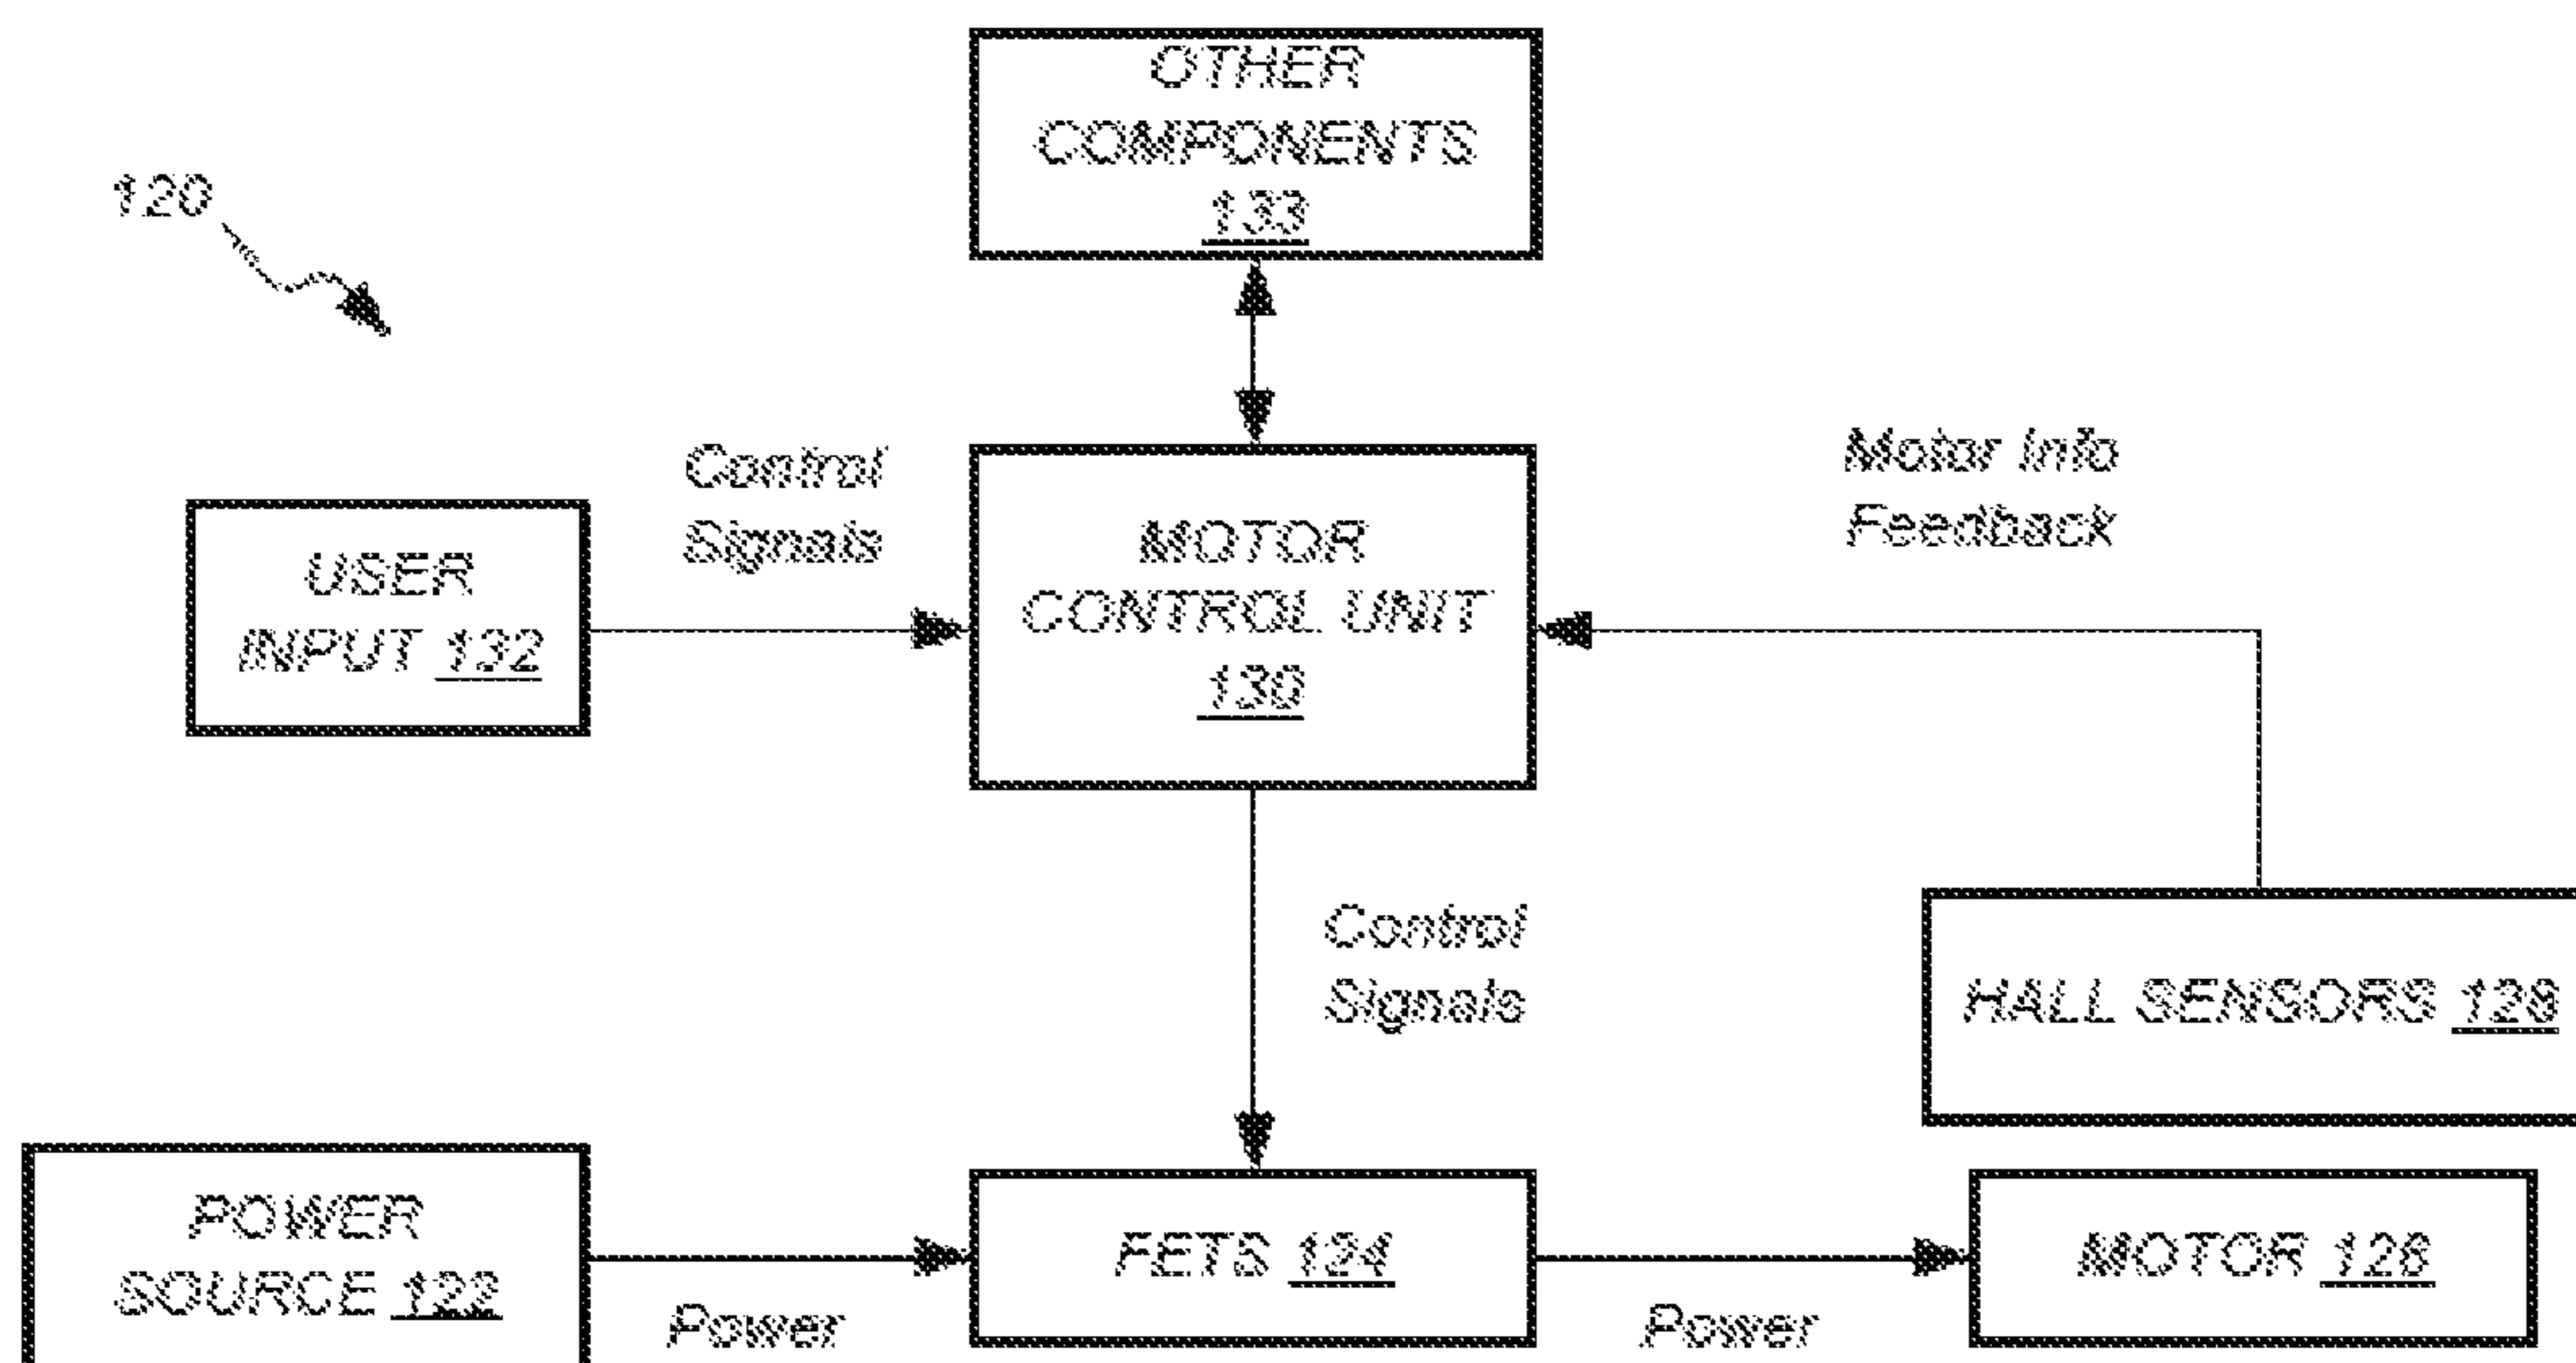 OTHER
COMPONENTS
133
120
Control
Signals
Motor Info
Feedback
USER
INPUT 132
MOTOR
CONTROL UNIT
130
Control
Signals
HALL SENSORS 128
POWER
SOURCE 122
Power
FETS 124
Power
MOTOR 126